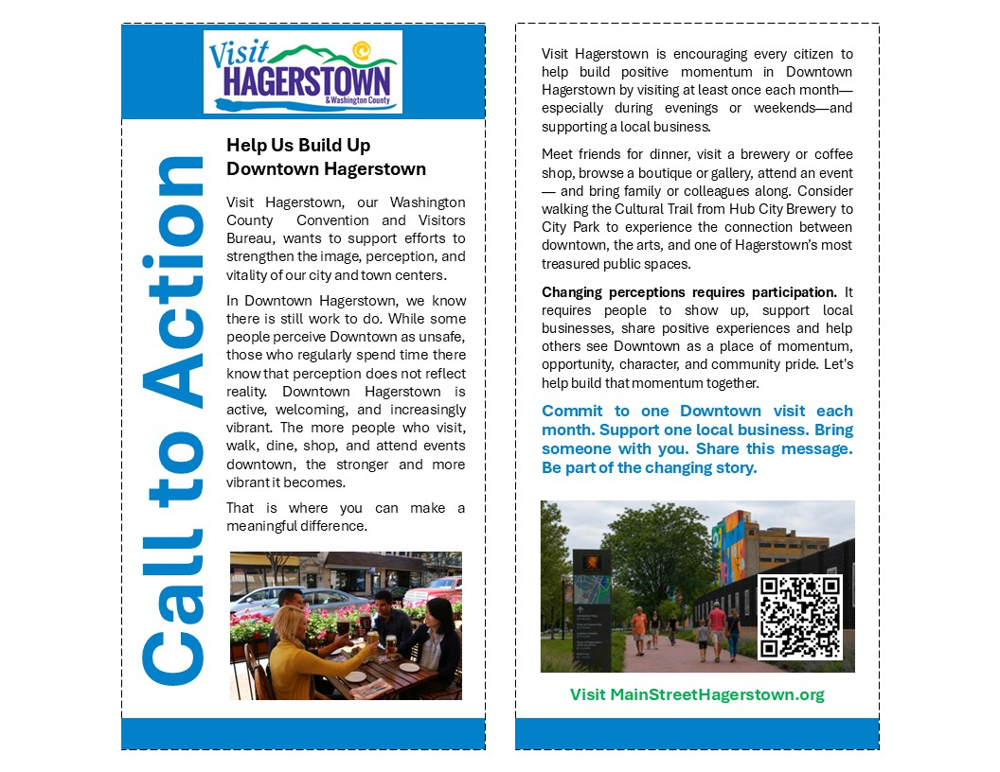 Visit
HAGERSTOWN
& Washington County
Call to Action
Help Us Build Up
Downtown Hagerstown
Visit Hagerstown, our Washington
County Convention and Visitors
Bureau, wants to support efforts to
strengthen the image, perception, and
vitality of our city and town centers.
In Downtown Hagerstown, we know
there is still work to do. While some
people perceive Downtown as unsafe,
those who regularly spend time there
know that perception does not reflect
reality. Downtown Hagerstown is
active, welcoming, and increasingly
vibrant. The more people who visit,
walk, dine, shop, and attend events
downtown, the stronger and more
vibrant it becomes.
That is where you can make a
meaningful difference.
Visit Hagerstown is encouraging every citizen to
help build positive momentum in Downtown
Hagerstown by visiting at least once each month—
especially during evenings or weekends—and
supporting a local business.
Meet friends for dinner, visit a brewery or coffee
shop, browse a boutique or gallery, attend an event
— and bring family or colleagues along. Consider
walking the Cultural Trail from Hub City Brewery to
City Park to experience the connection between
downtown, the arts, and one of Hagerstown's most
treasured public spaces.
Changing perceptions requires participation. It
requires people to show up, support local
businesses, share positive experiences and help
others see Downtown as a place of momentum,
opportunity, character, and community pride. Let's
help build that momentum together.
Commit to one Downtown visit each
month. Support one local business. Bring
someone with you. Share this message.
Be part of the changing story.
Visit MainStreetHagerstown.org